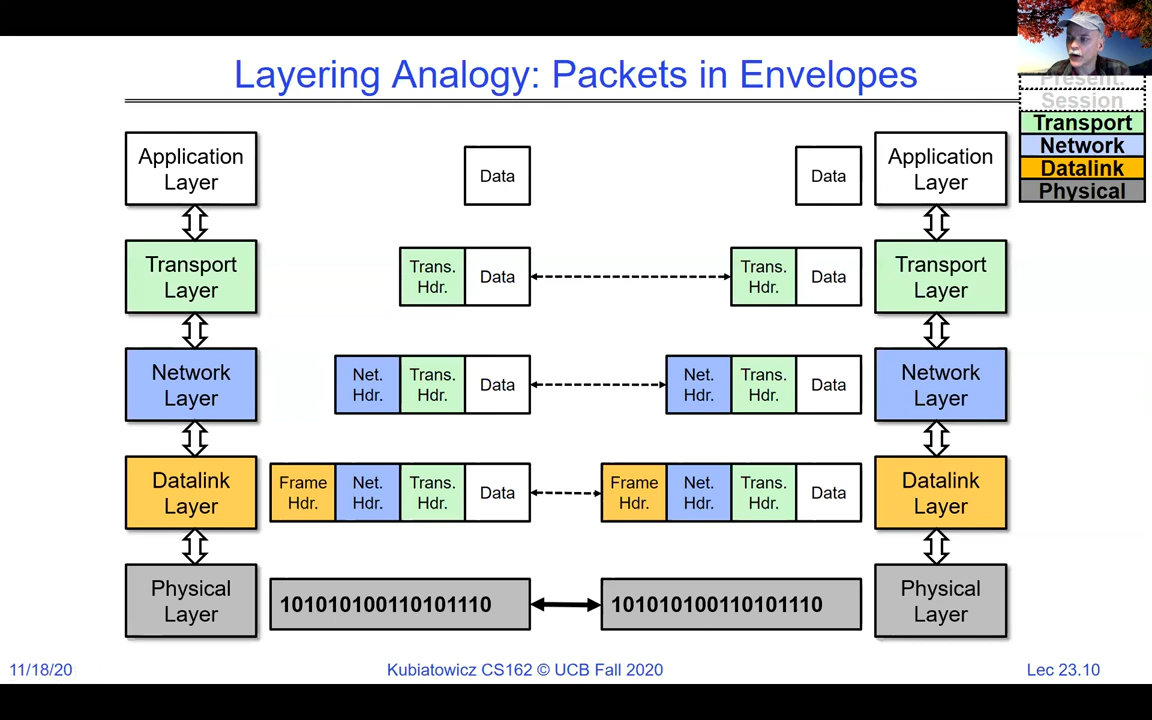 Layering Analogy: Packets in Envelopes
Present.
Session
Transport
Network
Datalink
Physical
Application
Layer
Data
Data
Application
Layer
Transport
Layer
Trans.
Hdr.
Data
Trans.
Hdr.
Data
Transport
Layer
Network
Layer
Net.
Hdr.
Trans.
Hdr.
Data
Net.
Hdr.
Trans.
Hdr.
Data
Network
Layer
Datalink
Layer
Frame
Hdr.
Net.
Hdr.
Trans.
Hdr.
Data
Frame
Hdr.
Net.
Hdr.
Trans.
Hdr.
Data
Datalink
Layer
Physical
Layer
101010100110101110
101010100110101110
Physical
Layer
11/18/20
Kubiatowicz CS162 © UCB Fall 2020
Lec 23.10